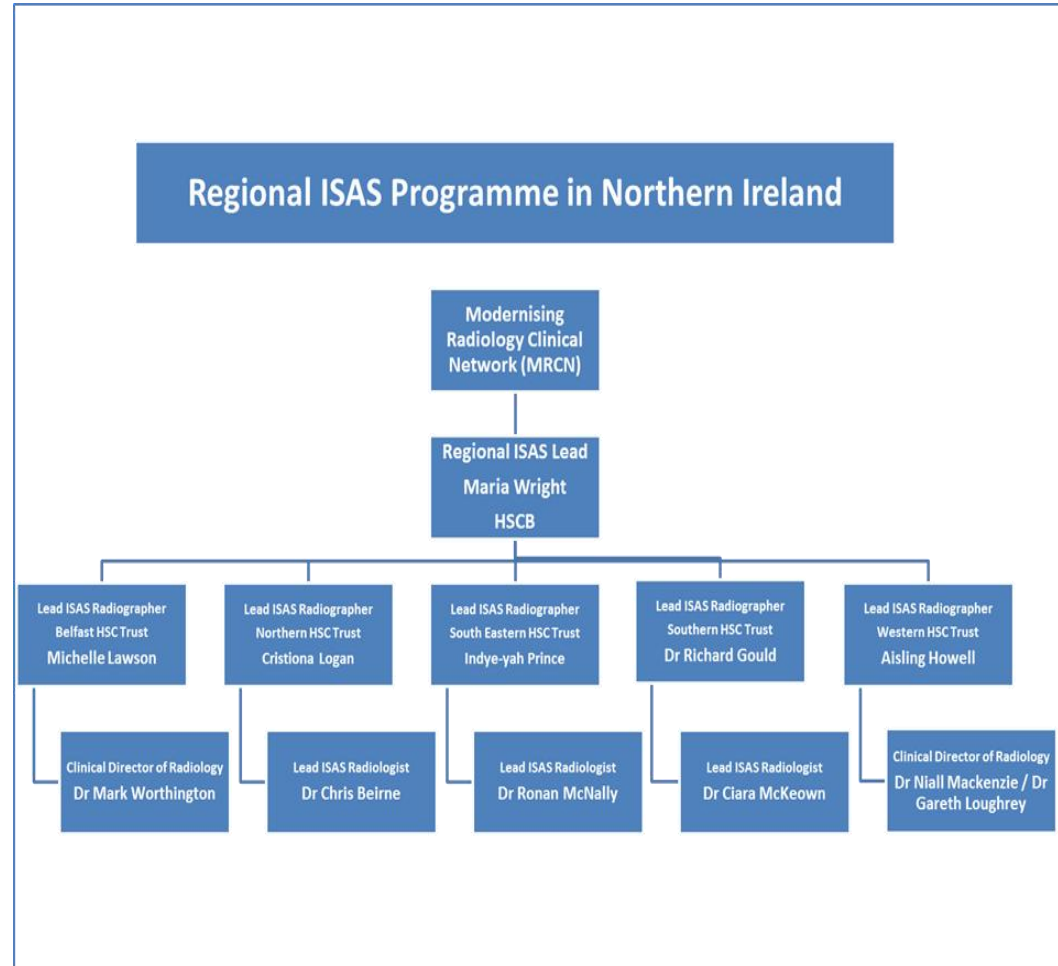 Regional ISAS Programme in Northern Ireland
Modernising
Radiology Clinical
Network (MRCN)
Regional ISAS Lead
Maria Wright
HSCB
Lead ISAS Radiographer
Belfast HSC Trust
Michelle Lawson
Lead ISAS Radiographer
Northern HSC Trust
Cristiona Logan
Lead ISAS Radiographer
South Eastern HSC Trust
Indye-yah Prince
Lead ISAS Radiographer
Southern HSC Trust
Dr Richard Gould
Lead ISAS Radiographer
Western HSC Trust
Aisling Howell
Clinical Director of Radiology
Dr Mark Worthington
Lead ISAS Radiologist
Dr Chris Beirne
Lead ISAS Radiologist
Dr Ronan McNally
Lead ISAS Radiologist
Dr Ciara McKeown
Clinical Director of Radiology
Dr Niall Mackenzie / Dr
Gareth Loughrey